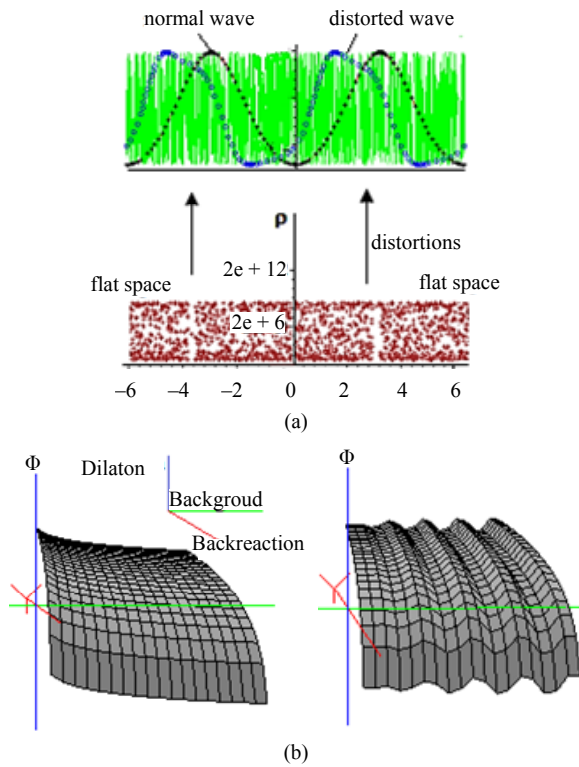 normal wave distorted wave
ρ
distortions
2e + 12
flat space flat space
2e + 6
–6 –4 –2 0 2 4 6
(a)
Φ Dilaton Φ
Backgroud
Backreaction
(b)